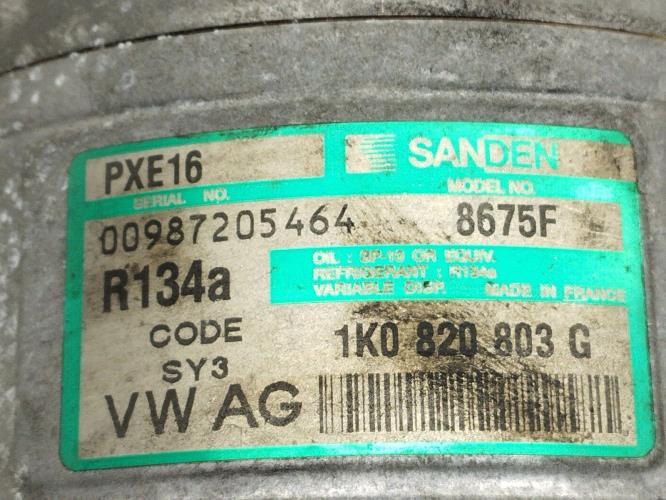 PXE16 SANDEN
SERIAL NO. MODEL NO.
00987205464 8675F
R134a
OIL : SP-10 OR EQUIV.
REFRIGERANT : R134a
VARIABLE DISP. MADE IN FRANCE
CODE 1K0 820 803 G
SY3
VW AG